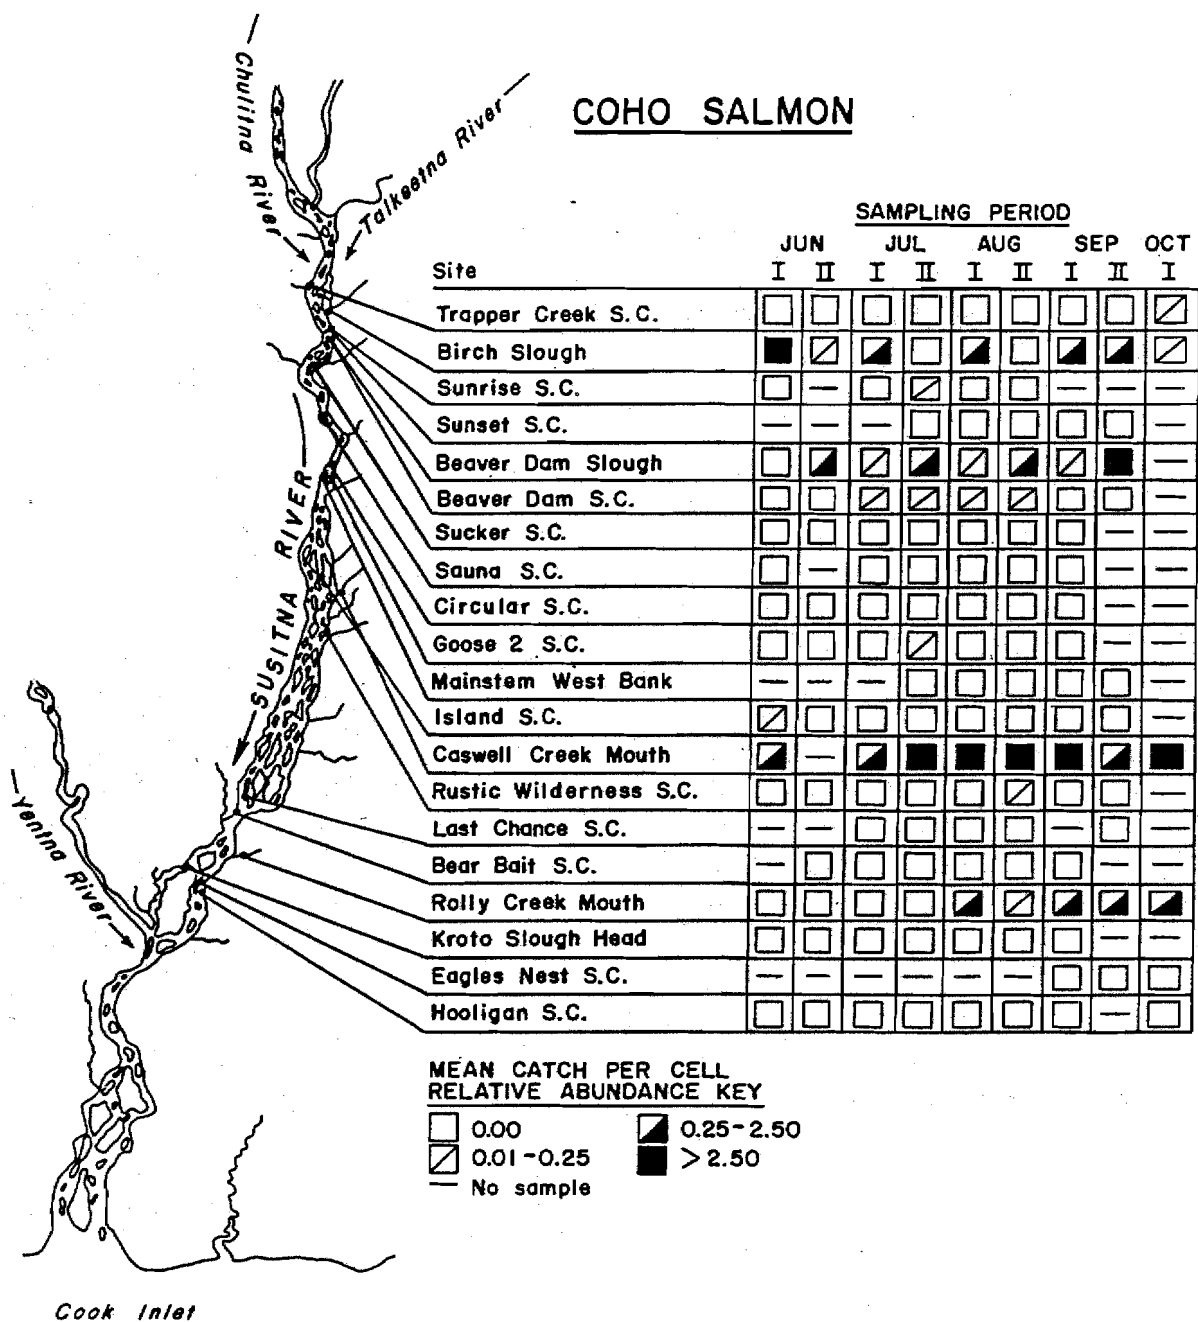 COHO SALMON
Chulitna River
Talkeetna River
SAMPLING PERIOD
JUN JUL AUG SEP OCT
Site I II I II I II I II I
Trapper Creek S.C.
Birch Slough
Sunrise S.C.
Sunset S.C.
Beaver Dam Slough
Beaver Dam S.C.
Sucker S.C.
Sauna S.C.
Circular S.C.
Goose 2 S.C.
Mainstem West Bank
Island S.C.
Caswell Creek Mouth
Rustic Wilderness S.C.
Last Chance S.C.
Bear Bait S.C.
Rolly Creek Mouth
Kroto Slough Head
Eagles Nest S.C.
Hooligan S.C.
SUSITNA RIVER
Yentna River
MEAN CATCH PER CELL
RELATIVE ABUNDANCE KEY
0.00 0.25-2.50
0.01-0.25 >2.50
No sample
Cook Inlet